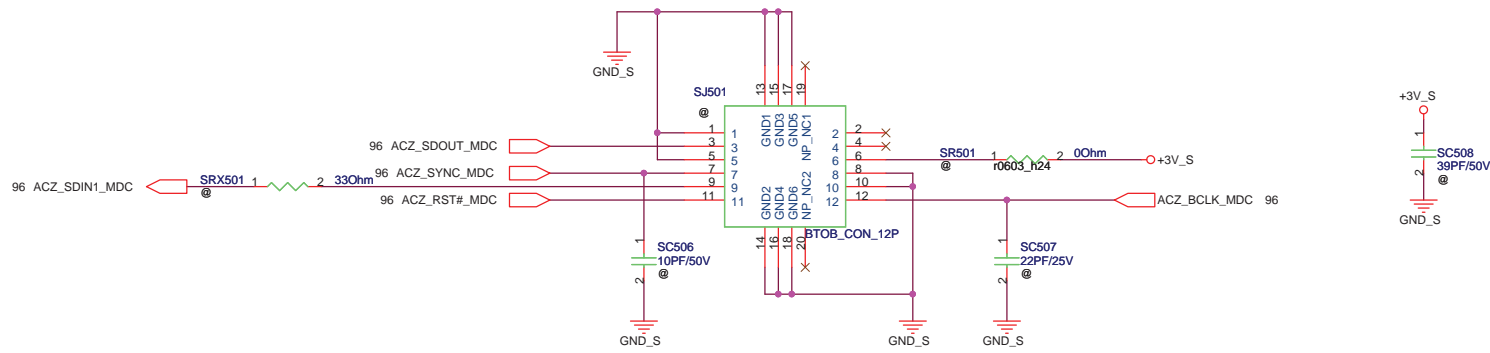 GND_S
13
15
17
19
SJ501
@
GND1
GND3
GND5
NP_NC1
1
1
2
2
96 ACZ_SDOUT_MDC
3
3
4
4
5
5
6
6
SR501
@
1
r0603_h24
2
0Ohm
+3V_S
96 ACZ_SYNC_MDC
7
7
8
8
96 ACZ_SDIN1_MDC
SRX501
@
1
2
33Ohm
9
9
10
10
96 ACZ_RST#_MDC
11
11
12
12
ACZ_BCLK_MDC 96
GND2
GND4
GND6
NP_NC2
14
16
18
20
BTOB_CON_12P
1
SC506
10PF/50V
@
2
GND_S
GND_S
1
SC507
22PF/25V
@
2
GND_S
+3V_S
1
SC508
39PF/50V
@
2
GND_S